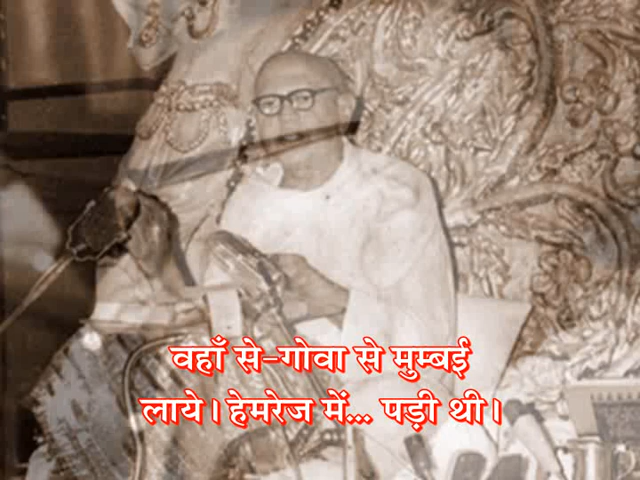 वहाँ से-गोवा से मुम्बई
लाये। हेमरेज में... पड़ी थी।